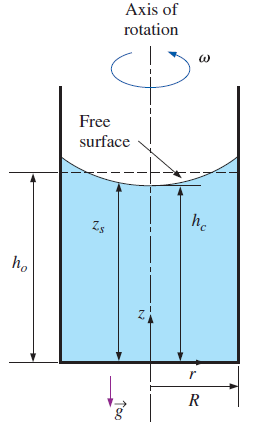 Axis of
rotation
ω
Free
surface
z_s
h_c
h_o
z
r
R
g⃗